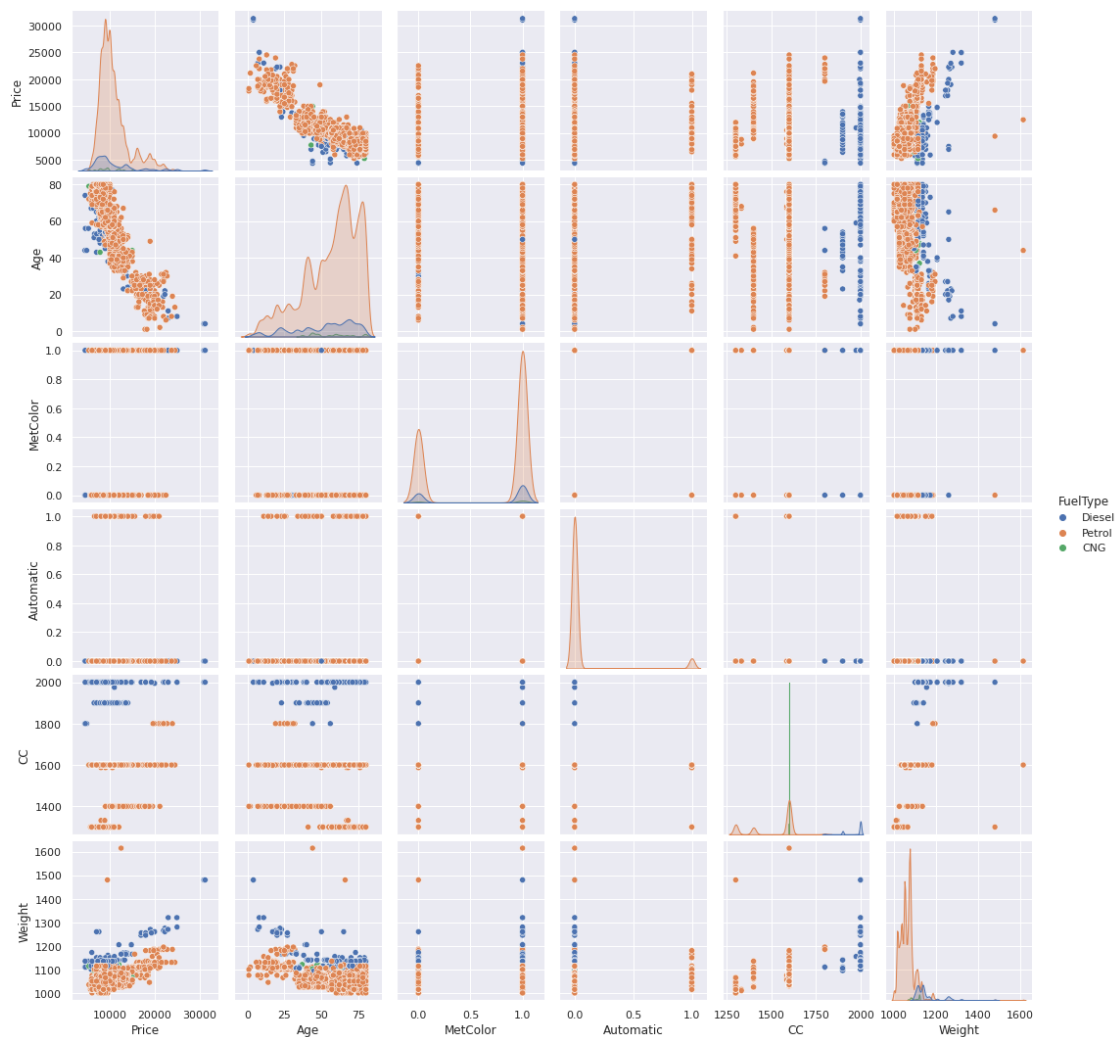 30000
25000
20000
15000
10000
5000
Price
80
60
40
20
0
Age
1.0
0.8
0.6
0.4
0.2
0.0
MetColor
1.0
0.8
0.6
0.4
0.2
0.0
Automatic
2000
1800
1600
1400
CC
1600
1500
1400
1300
1200
1100
1000
Weight
10000 20000 30000
Price
0 25 50 75
Age
0.0 0.5 1.0
MetColor
0.0 0.5 1.0
Automatic
1250 1500 1750 2000
CC
1000 1200 1400 1600
Weight
FuelType
Diesel
Petrol
CNG